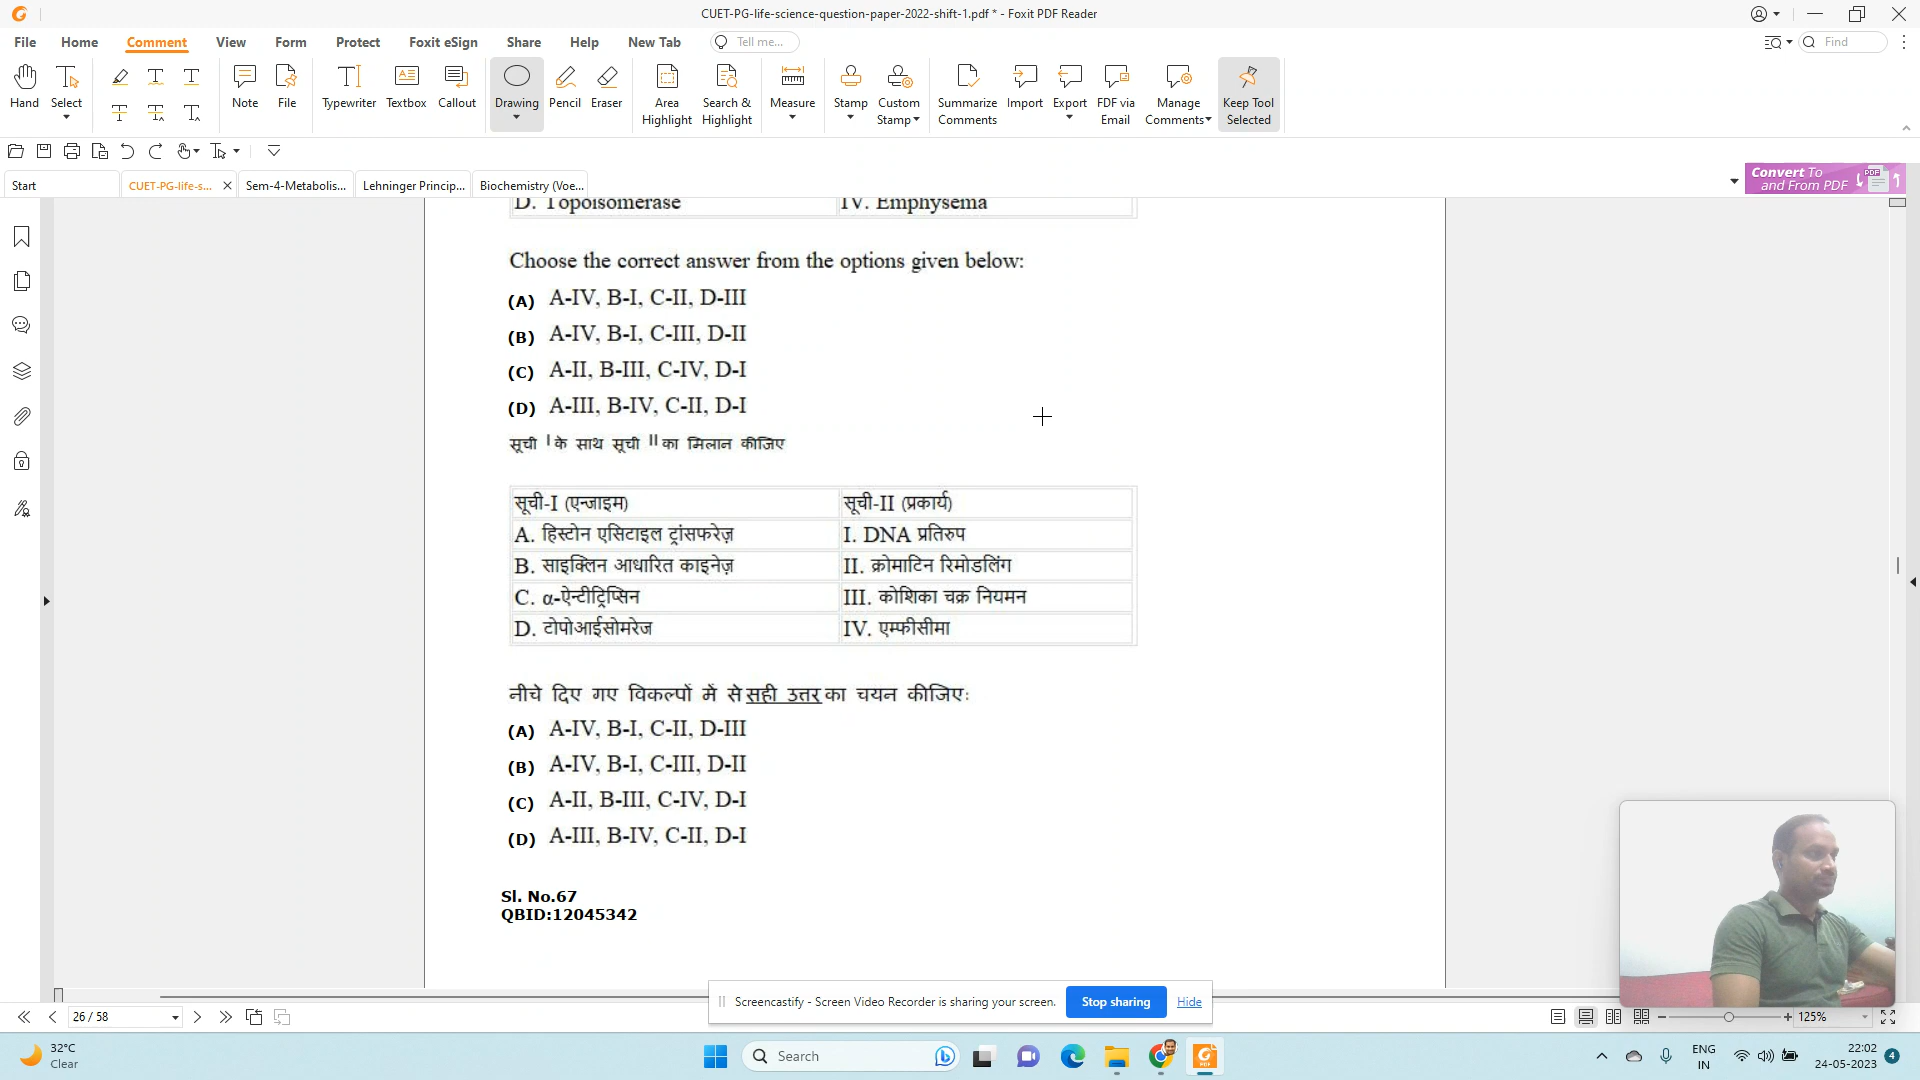 CUET-PG-life-science-question-paper-2022-shift-1.pdf * - Foxit PDF Reader
File Home Comment View Form Protect Foxit eSign Share Help New Tab Tell me... Find
Hand Select Note File Typewriter Textbox Callout Drawing Pencil Eraser Area Highlight Search & Highlight Measure Stamp Custom Stamp Summarize Comments Import Export FDF via Email Manage Comments Keep Tool Selected
Start CUET-PG-life-s... Sem-4-Metabolis... Lehninger Princip... Biochemistry (Voe... Convert To and From PDF
D. Topoisomerase IV. Emphysema
Choose the correct answer from the options given below:
(A) A-IV, B-I, C-II, D-III
(B) A-IV, B-I, C-III, D-II
(C) A-II, B-III, C-IV, D-I
(D) A-III, B-IV, C-II, D-I
सूची I के साथ सूची II का मिलान कीजिए
सूची-I (एन्जाइम) सूची-II (प्रकार्य)
A. हिस्टोन एसिटाइल ट्रांसफरेज़ I. DNA प्रतिरुप
B. साइक्लिन आधारित काइनेज़ II. क्रोमाटिन रिमोडलिंग
C. α-ऐन्टीट्रिप्सिन III. कोशिका चक्र नियमन
D. टोपोआईसोमरेज IV. एम्फीसीमा
नीचे दिए गए विकल्पों में से सही उत्तर का चयन कीजिए:
(A) A-IV, B-I, C-II, D-III
(B) A-IV, B-I, C-III, D-II
(C) A-II, B-III, C-IV, D-I
(D) A-III, B-IV, C-II, D-I
Sl. No.67
QBID:12045342
Screencastify - Screen Video Recorder is sharing your screen. Stop sharing Hide
26 / 58 125%
32°C
Clear
Search
ENG
IN
22:02
24-05-2023
4